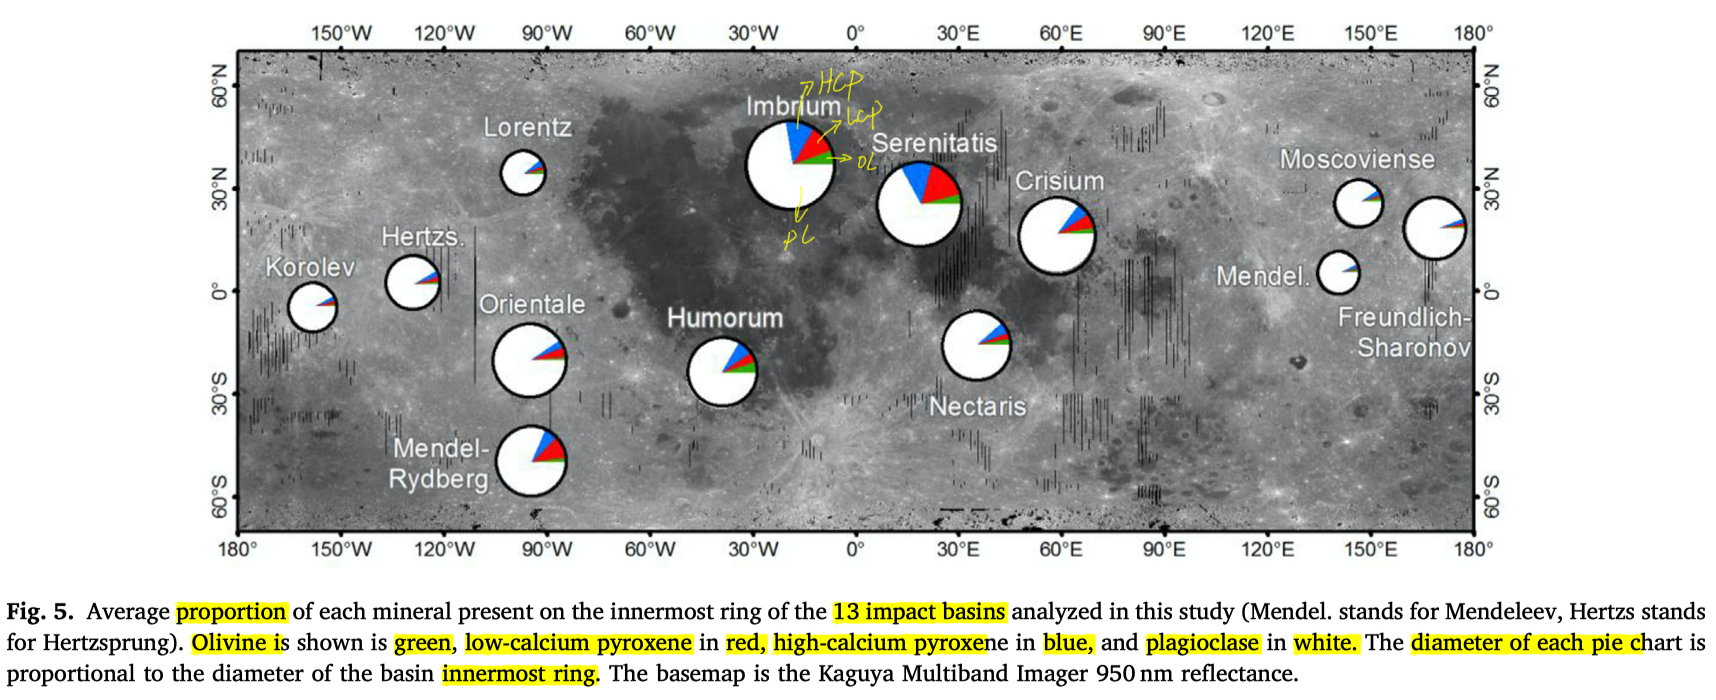 150°W 120°W 90°W 60°W 30°W 0° 30°E 60°E 90°E 120°E 150°E 180°
60°N 60°N
HCP
Imbrium
LCP
Lorentz
Serenitatis
OL
Moscoviense
Crisium
30°N 30°N
PL
Hertzs.
Korolev
Mendel.
0° 0°
Orientale
Humorum
Freundlich-
Sharonov
30°S 30°S
Nectaris
Mendel-
Rydberg
60°S 60°S
180° 150°W 120°W 90°W 60°W 30°W 0° 30°E 60°E 90°E 120°E 150°E 180°
Fig. 5. Average proportion of each mineral present on the innermost ring of the 13 impact basins analyzed in this study (Mendel. stands for Mendeleev, Hertzs stands
for Hertzsprung). Olivine is shown is green, low-calcium pyroxene in red, high-calcium pyroxene in blue, and plagioclase in white. The diameter of each pie chart is
proportional to the diameter of the basin innermost ring. The basemap is the Kaguya Multiband Imager 950 nm reflectance.